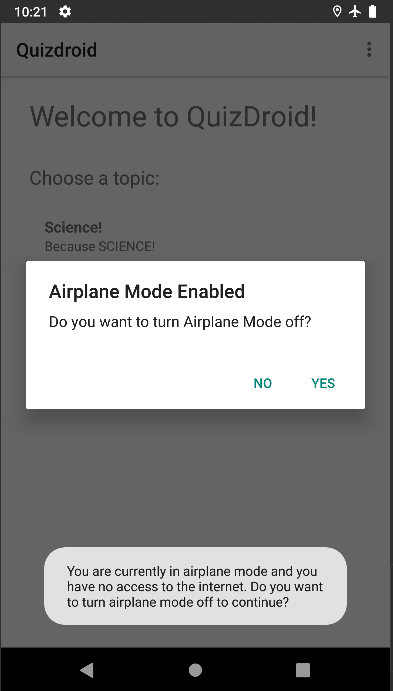 10:21
Quizdroid
Welcome to QuizDroid!
Choose a topic:
Science!
Because SCIENCE!
Airplane Mode Enabled
Do you want to turn Airplane Mode off?
NO YES
You are currently in airplane mode and you
have no access to the internet. Do you want
to turn airplane mode off to continue?